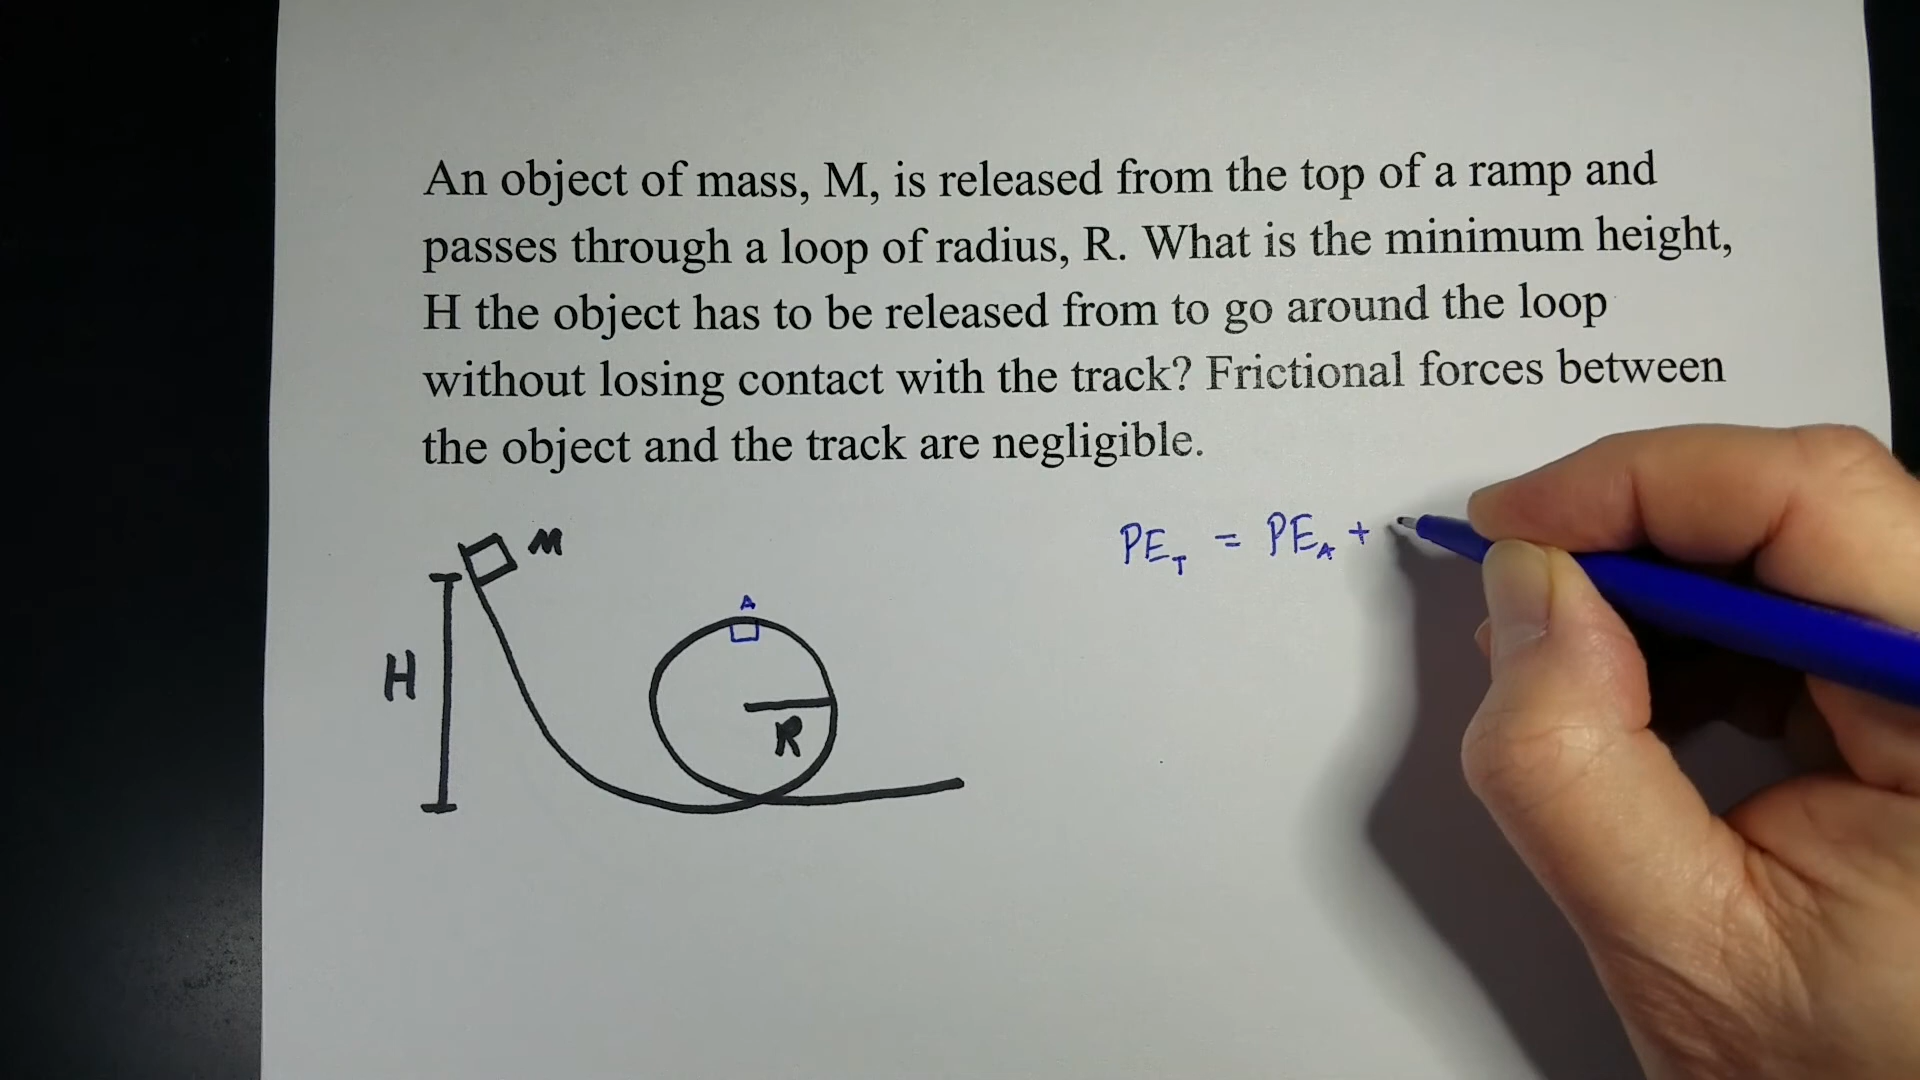 An object of mass, M, is released from the top of a ramp and
passes through a loop of radius, R. What is the minimum height,
H the object has to be released from to go around the loop
without losing contact with the track? Frictional forces between
the object and the track are negligible.
M
PE_T = PE_A +
A
H
R